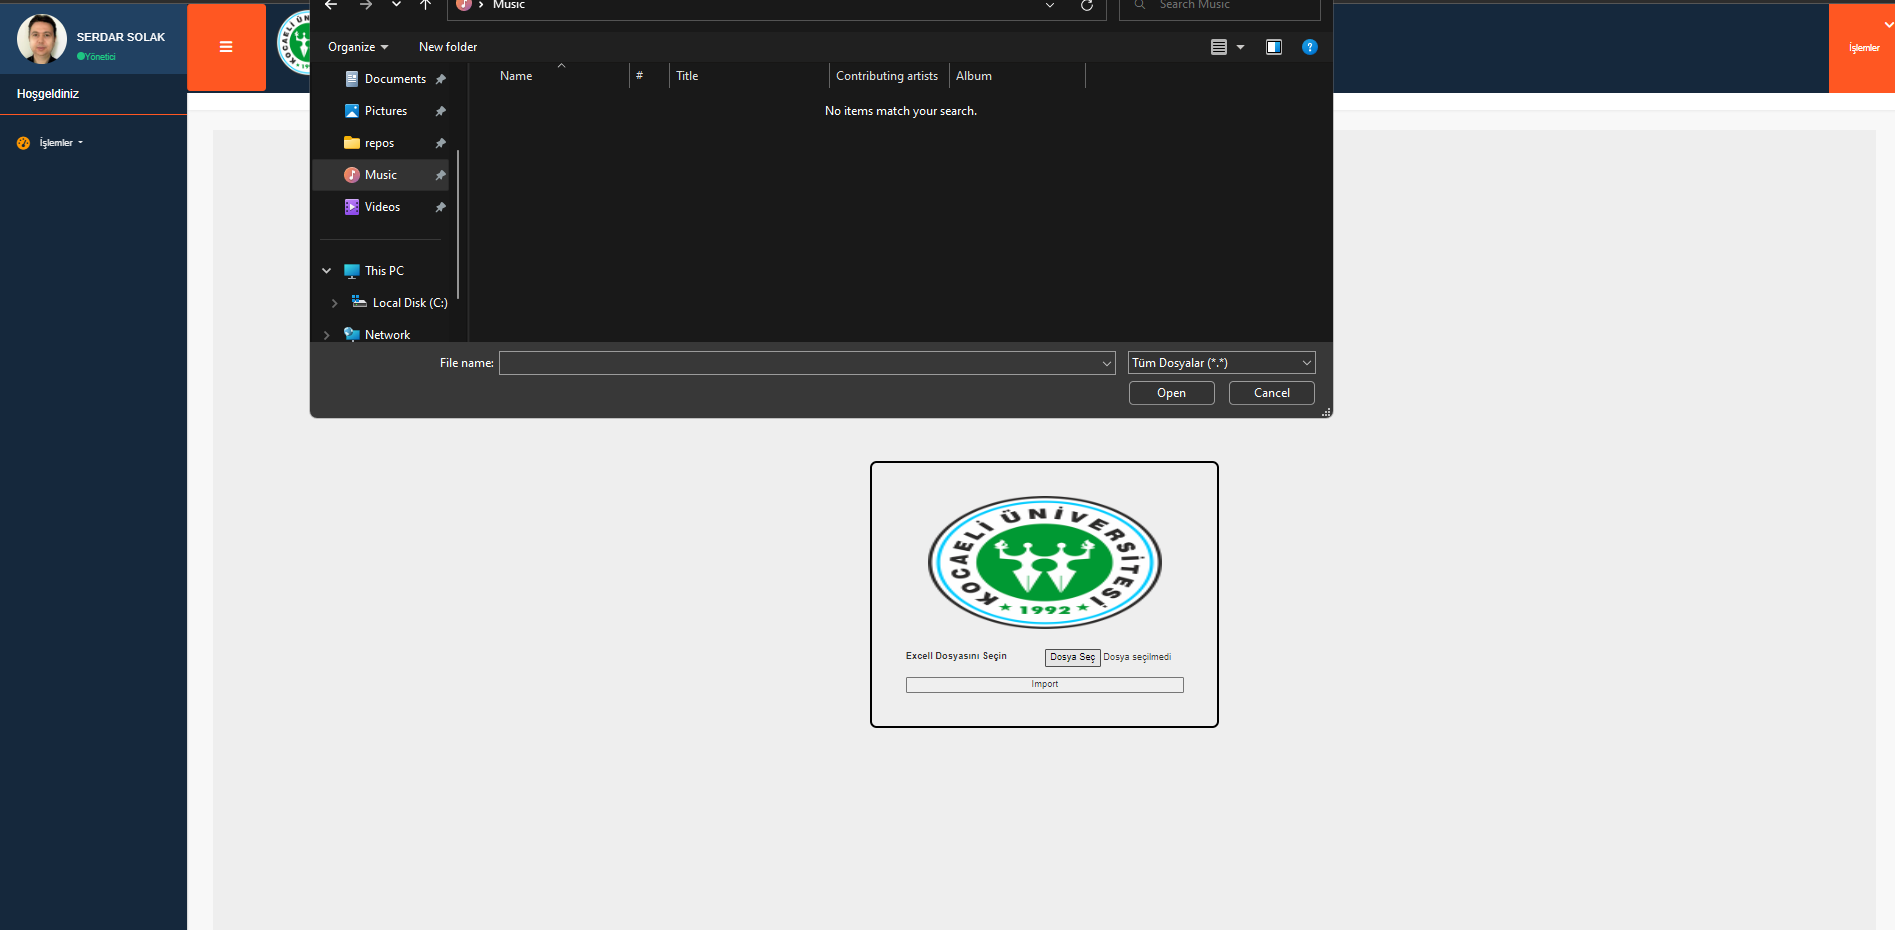 SERDAR SOLAK
Yönetici
Hoşgeldiniz
İşlemler
Music
Search Music
İşlemler
Organize
New folder
Documents
Pictures
repos
Music
Videos
This PC
Local Disk (C:)
Network
Name # Title Contributing artists Album
No items match your search.
File name:
Tüm Dosyalar (*.*)
Open Cancel
KOCAELİ ÜNİVERSİTESİ
1992
Excell Dosyasını Seçin Dosya Seç Dosya seçilmedi
Import